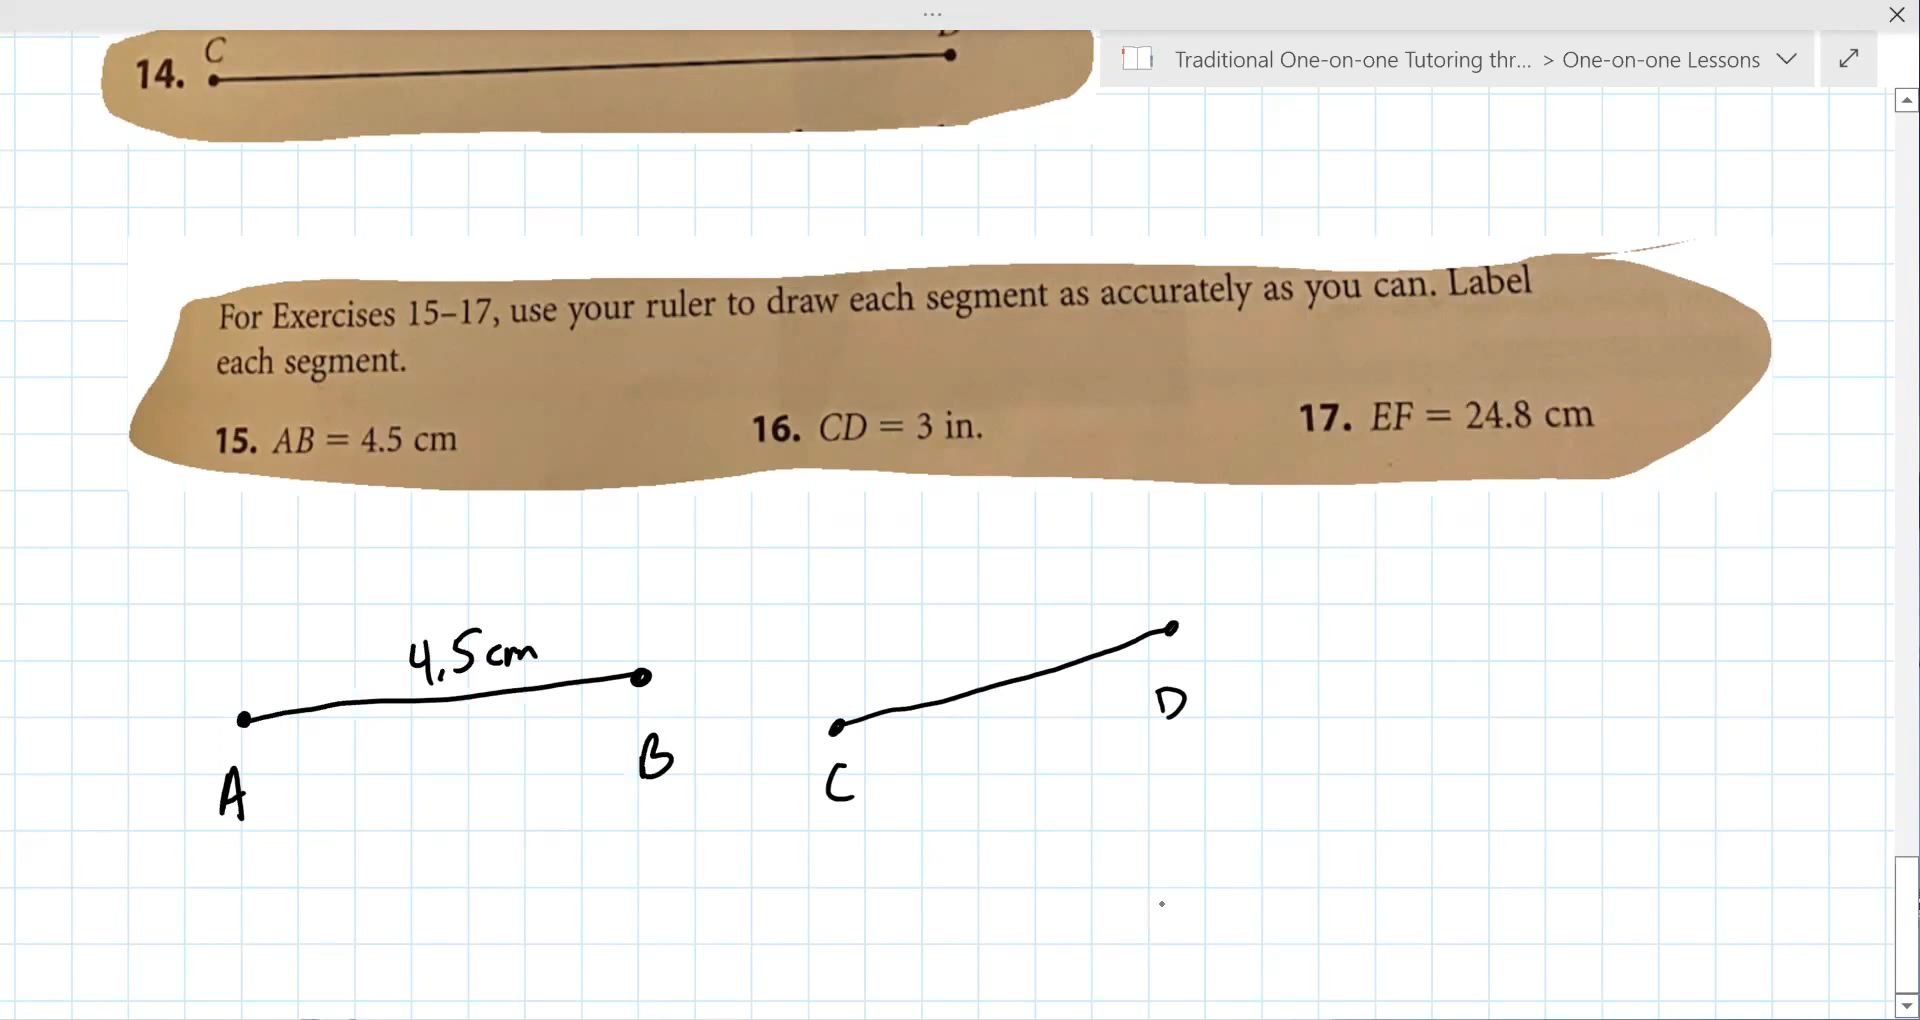 ...
Traditional One-on-one Tutoring thr... > One-on-one Lessons
14.
C
For Exercises 15–17, use your ruler to draw each segment as accurately as you can. Label
each segment.
15. AB = 4.5 cm
16. CD = 3 in.
17. EF = 24.8 cm
4.5 cm
A
B
C
D